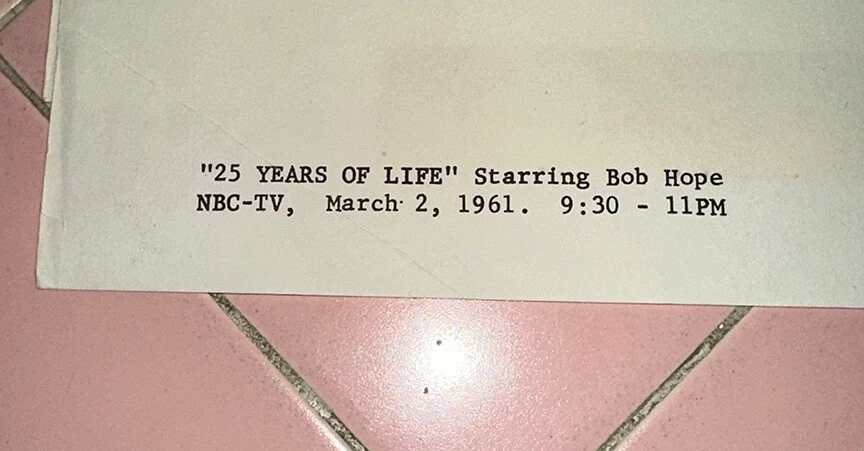 "25 YEARS OF LIFE" Starring Bob Hope
NBC-TV, March 2, 1961. 9:30 - 11PM